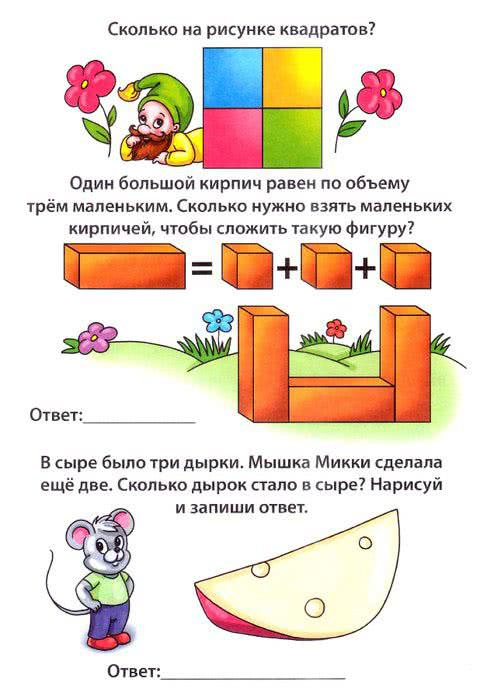 Сколько на рисунке квадратов?
Один большой кирпич равен по объему
трём маленьким. Сколько нужно взять маленьких
кирпичей, чтобы сложить такую фигуру?
= + +
Ответ:______________
В сыре было три дырки. Мышка Микки сделала
ещё две. Сколько дырок стало в сыре? Нарисуй
и запиши ответ.
Ответ:______________________